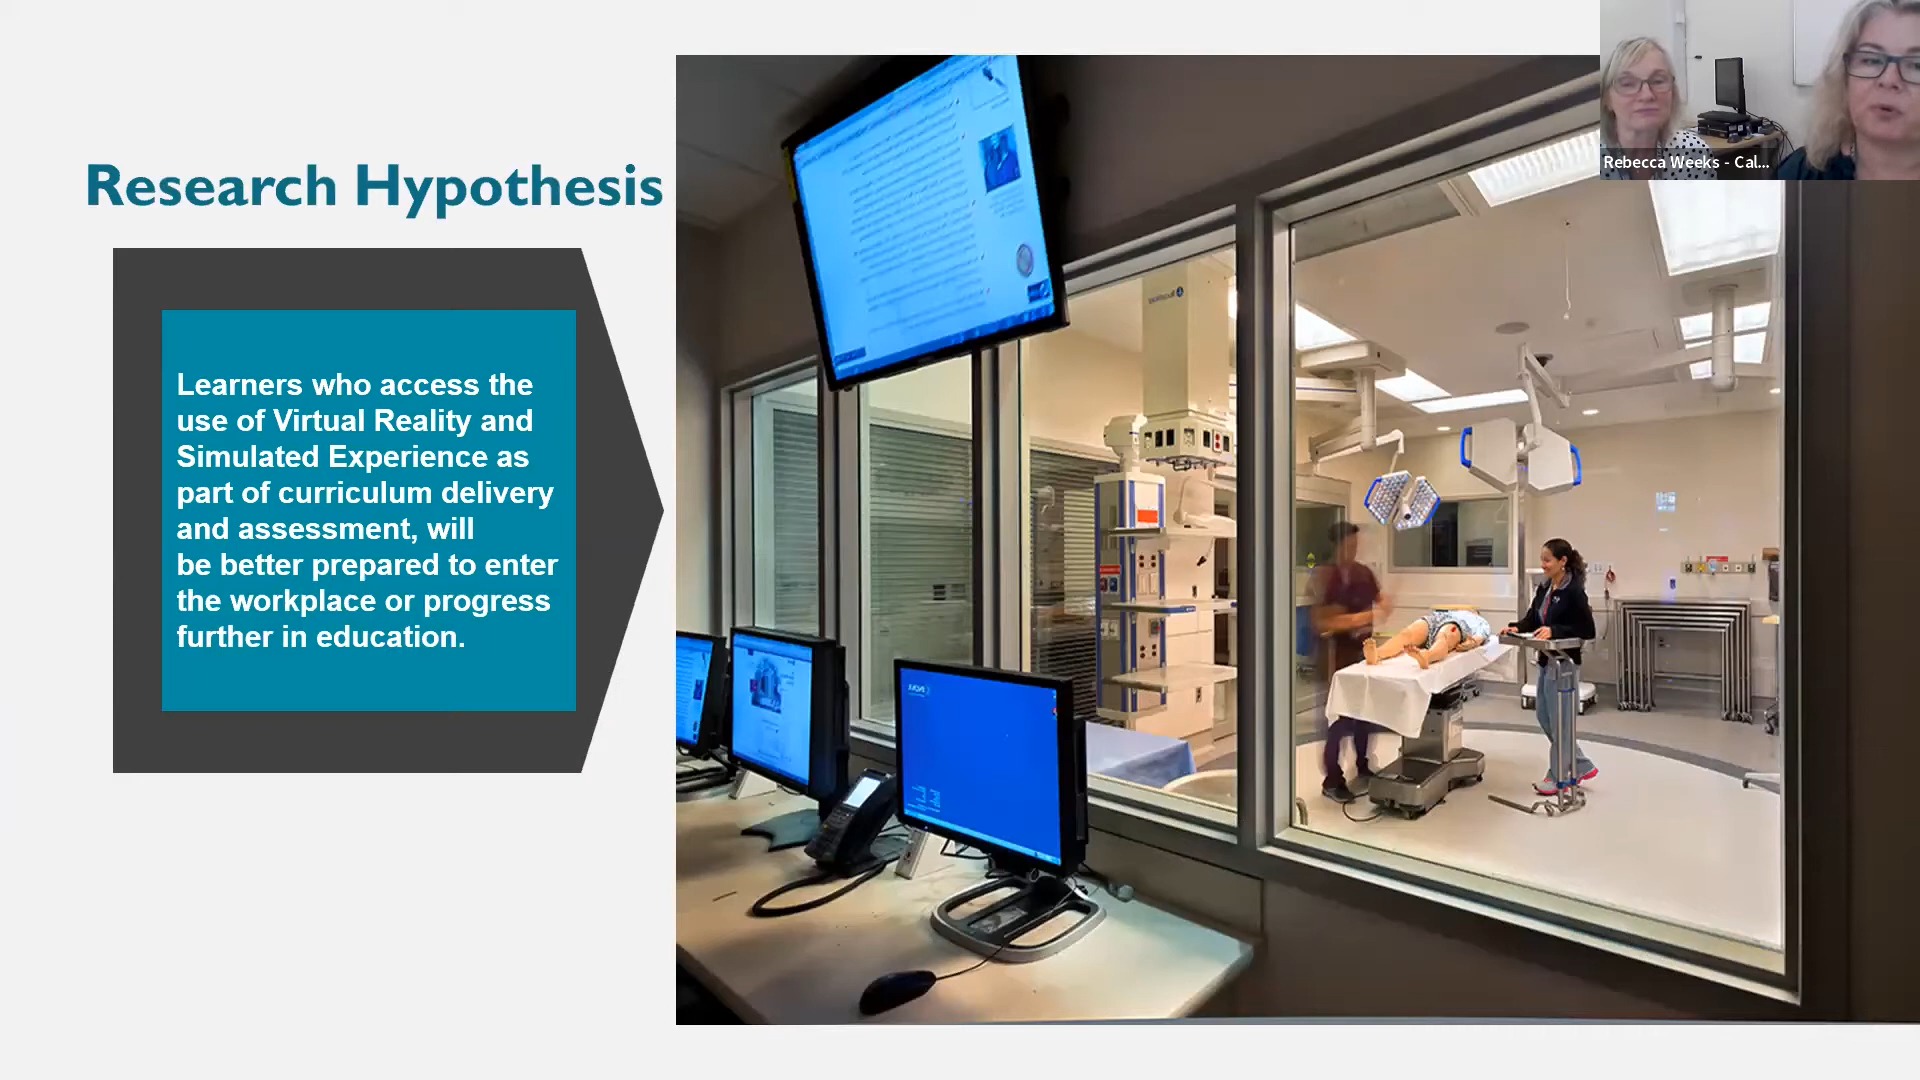 Rebecca Weeks - Cal...
Research Hypothesis
Learners who access the
use of Virtual Reality and
Simulated Experience as
part of curriculum delivery
and assessment, will
be better prepared to enter
the workplace or progress
further in education.